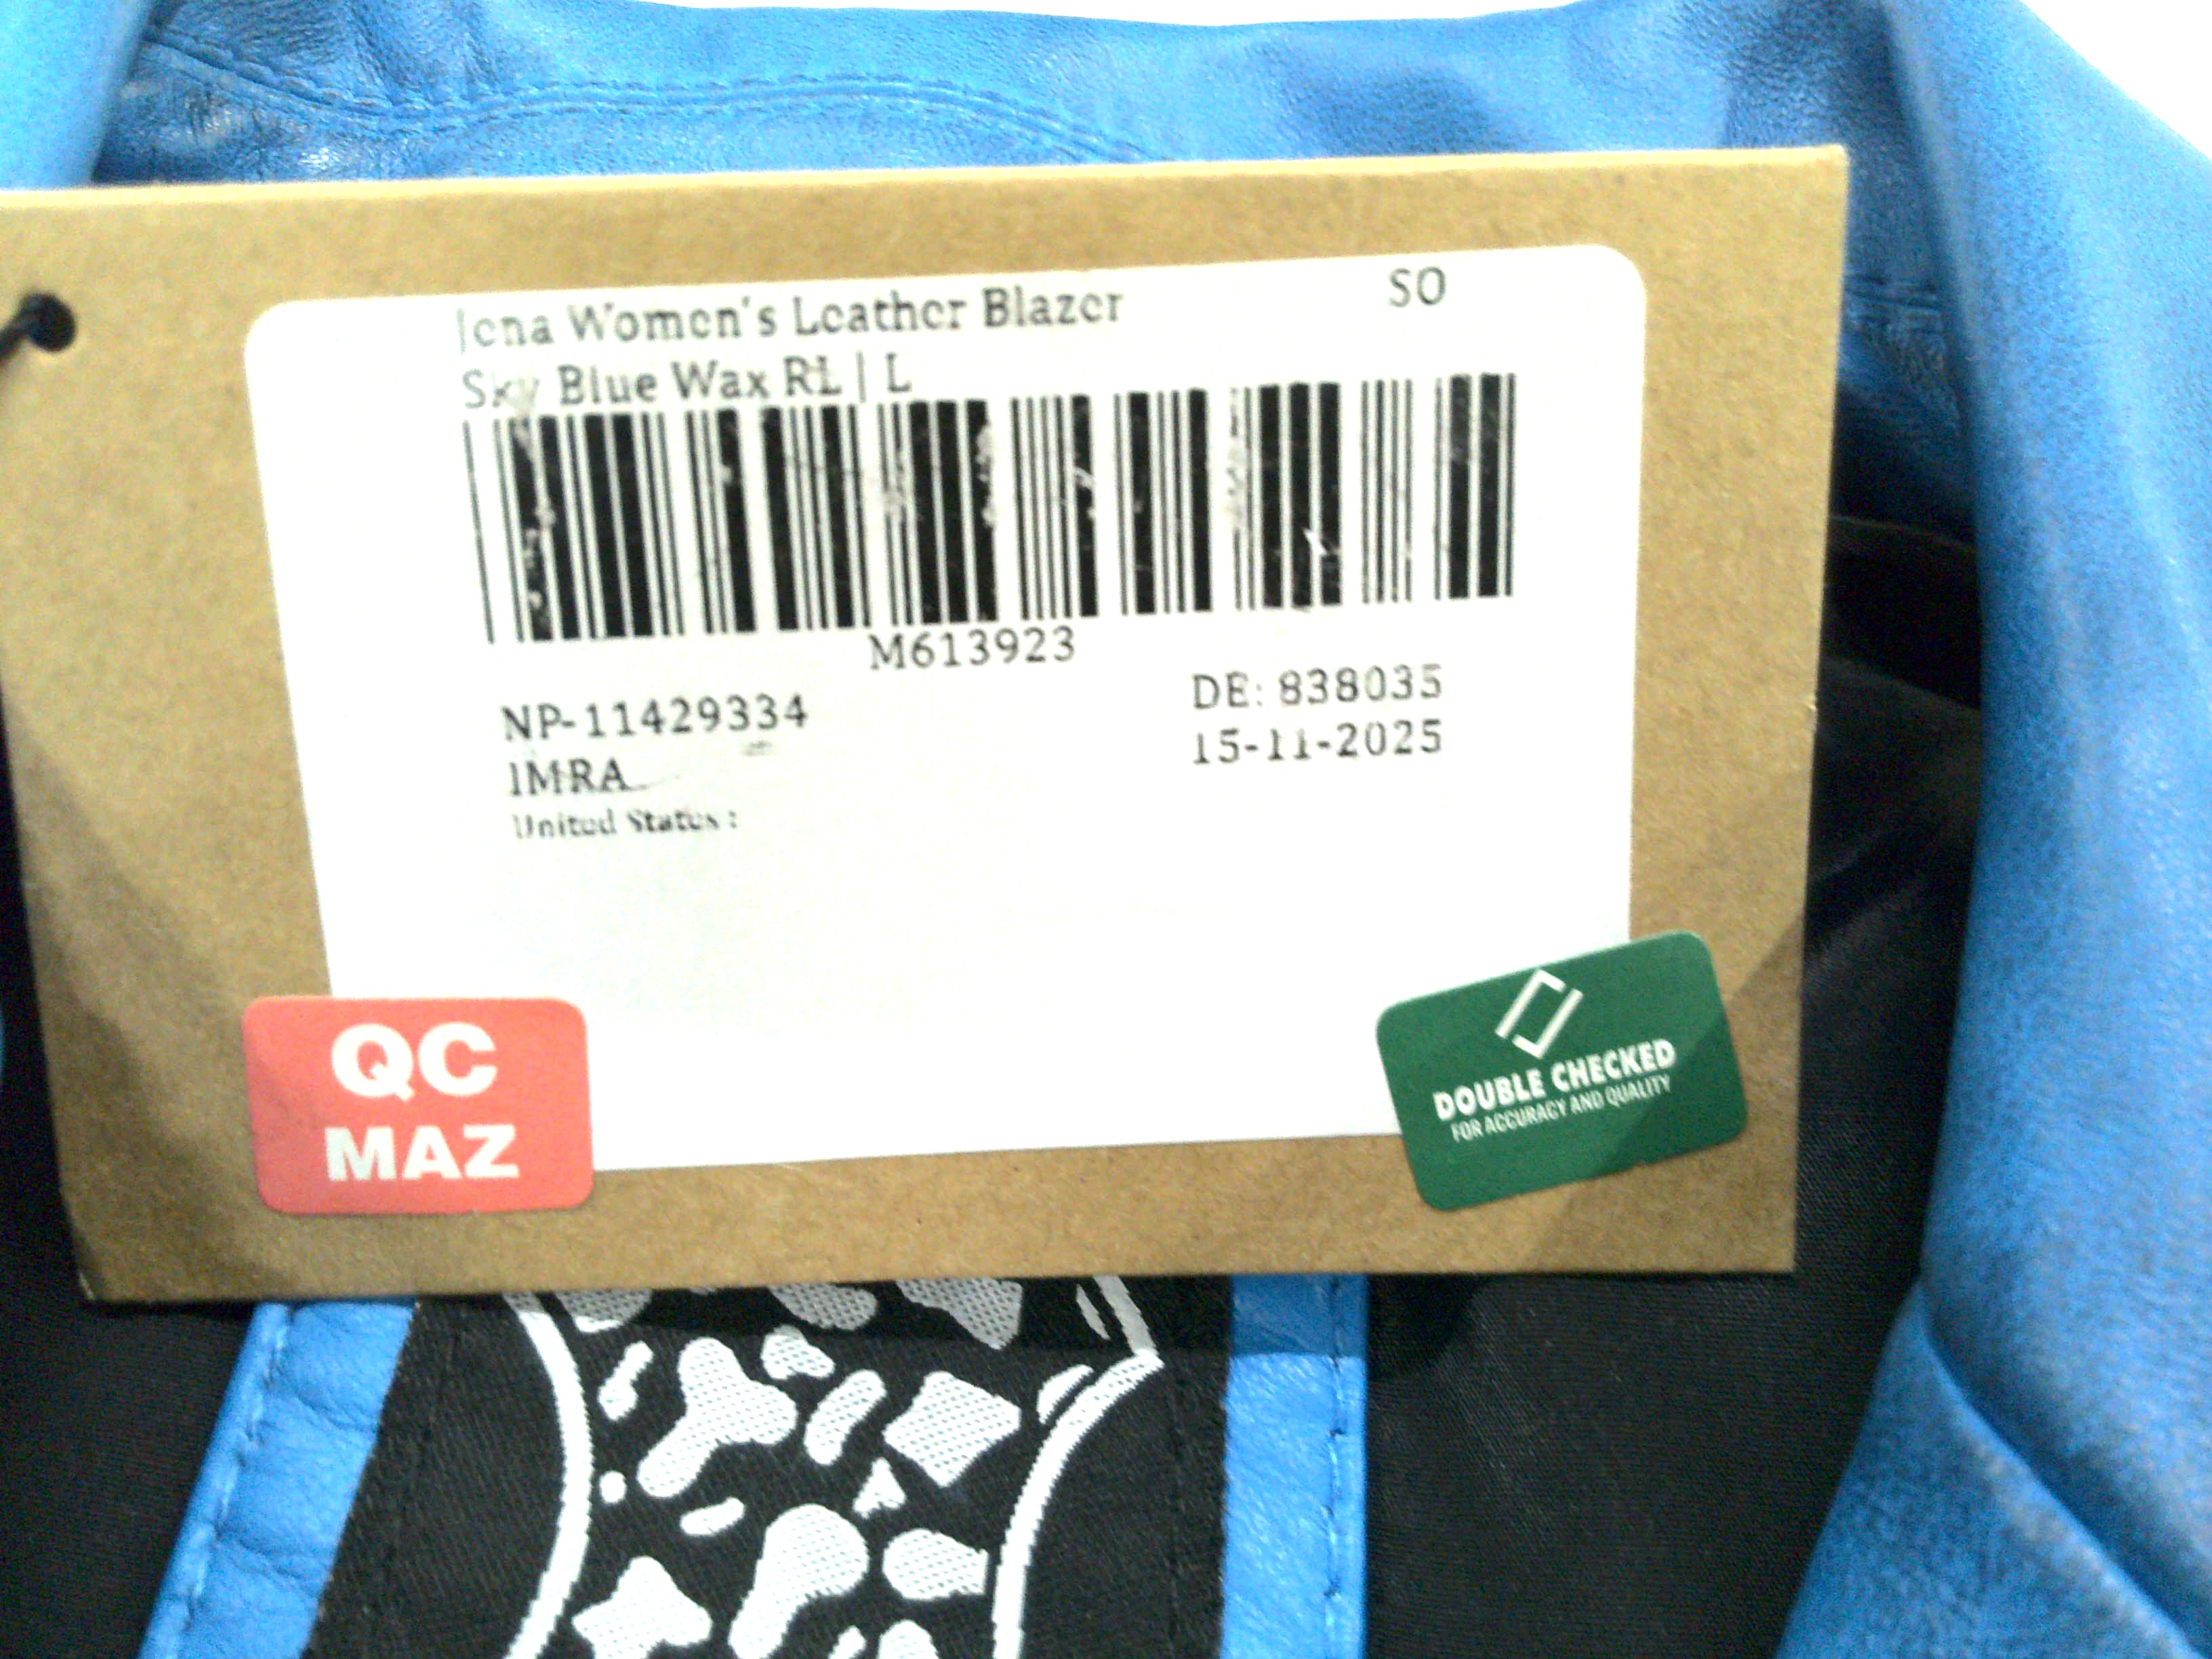 Jena Women's Leather Blazer
SO
Sky Blue Wax RL | L
M613923
NP-11429334
DE: 838035
IMRA
15-11-2025
United States :
QC
MAZ
DOUBLE CHECKED
FOR ACCURACY AND QUALITY